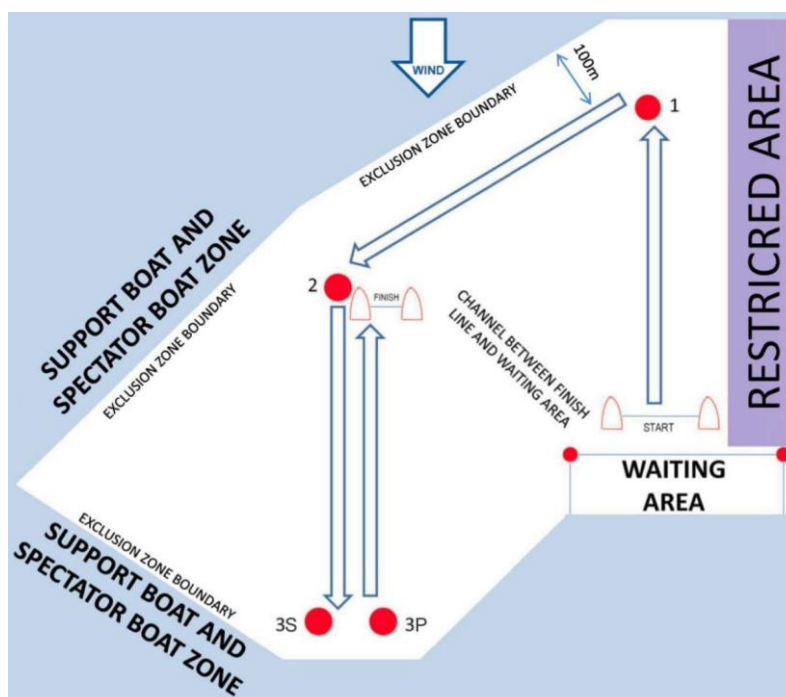 WIND
100m
EXCLUSION ZONE BOUNDARY
1
RESTRICRED AREA
SUPPORT BOAT AND
SPECTATOR BOAT ZONE
EXCLUSION ZONE BOUNDARY
2
FINISH
CHANNEL BETWEEN FINISH
LINE AND WAITING AREA
START
WAITING
AREA
EXCLUSION ZONE BOUNDARY
SUPPORT BOAT AND
SPECTATOR BOAT ZONE
3S
3P